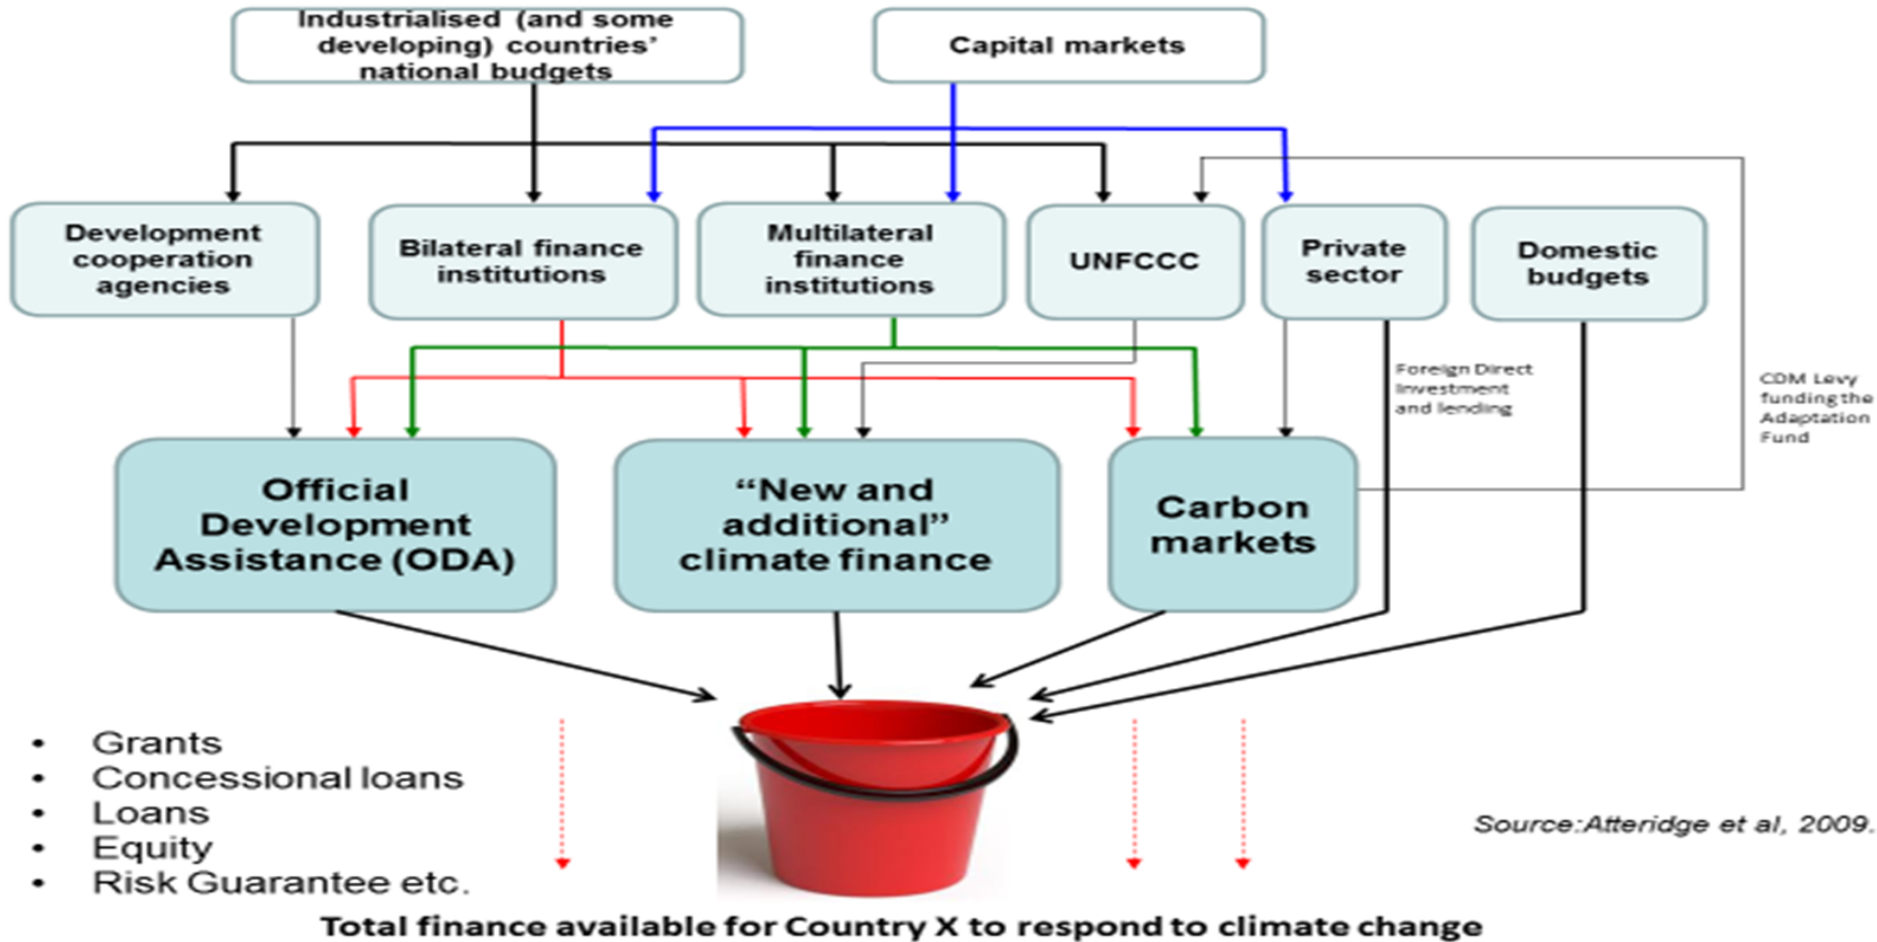 Industrialised (and some
developing) countries'
national budgets
Capital markets
Development
cooperation
agencies
Bilateral finance
institutions
Multilateral
finance
institutions
UNFCCC
Private
sector
Domestic
budgets
Foreign Direct
Investment
and lending
CDM Levy
funding the
Adaptation
Fund
Official
Development
Assistance (ODA)
“New and
additional”
climate finance
Carbon
markets
• Grants
• Concessional loans
• Loans
• Equity
• Risk Guarantee etc.
Source:Atteridge et al, 2009.
Total finance available for Country X to respond to climate change